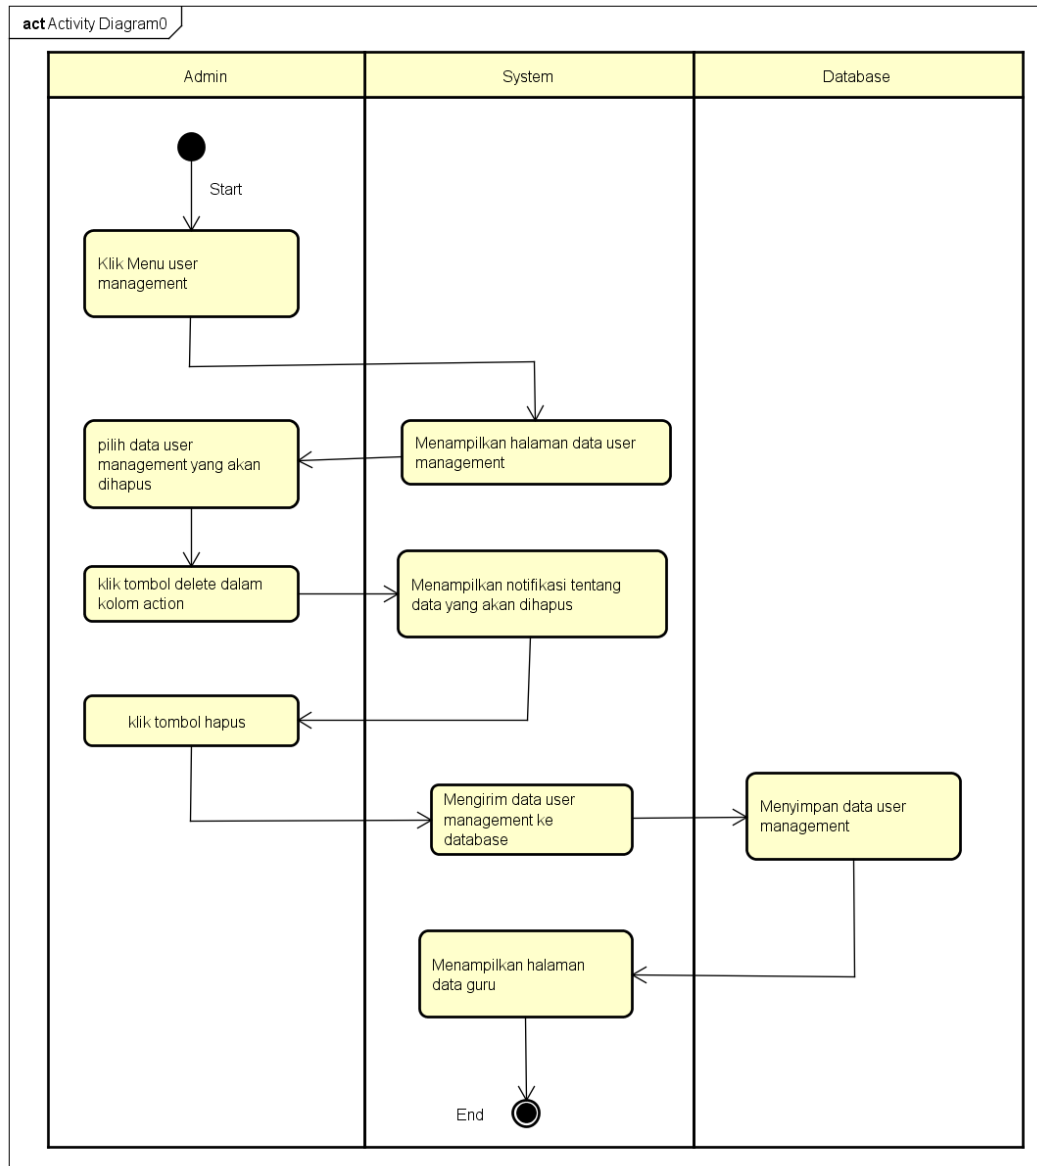 act Activity Diagram0
Admin
System
Database
Start
Klik Menu user
management
Menampilkan halaman data user
management
pilih data user
management yang akan
dihapus
klik tombol delete dalam
kolom action
Menampilkan notifikasi tentang
data yang akan dihapus
klik tombol hapus
Mengirim data user
management ke
database
Menyimpan data user
management
Menampilkan halaman
data guru
End